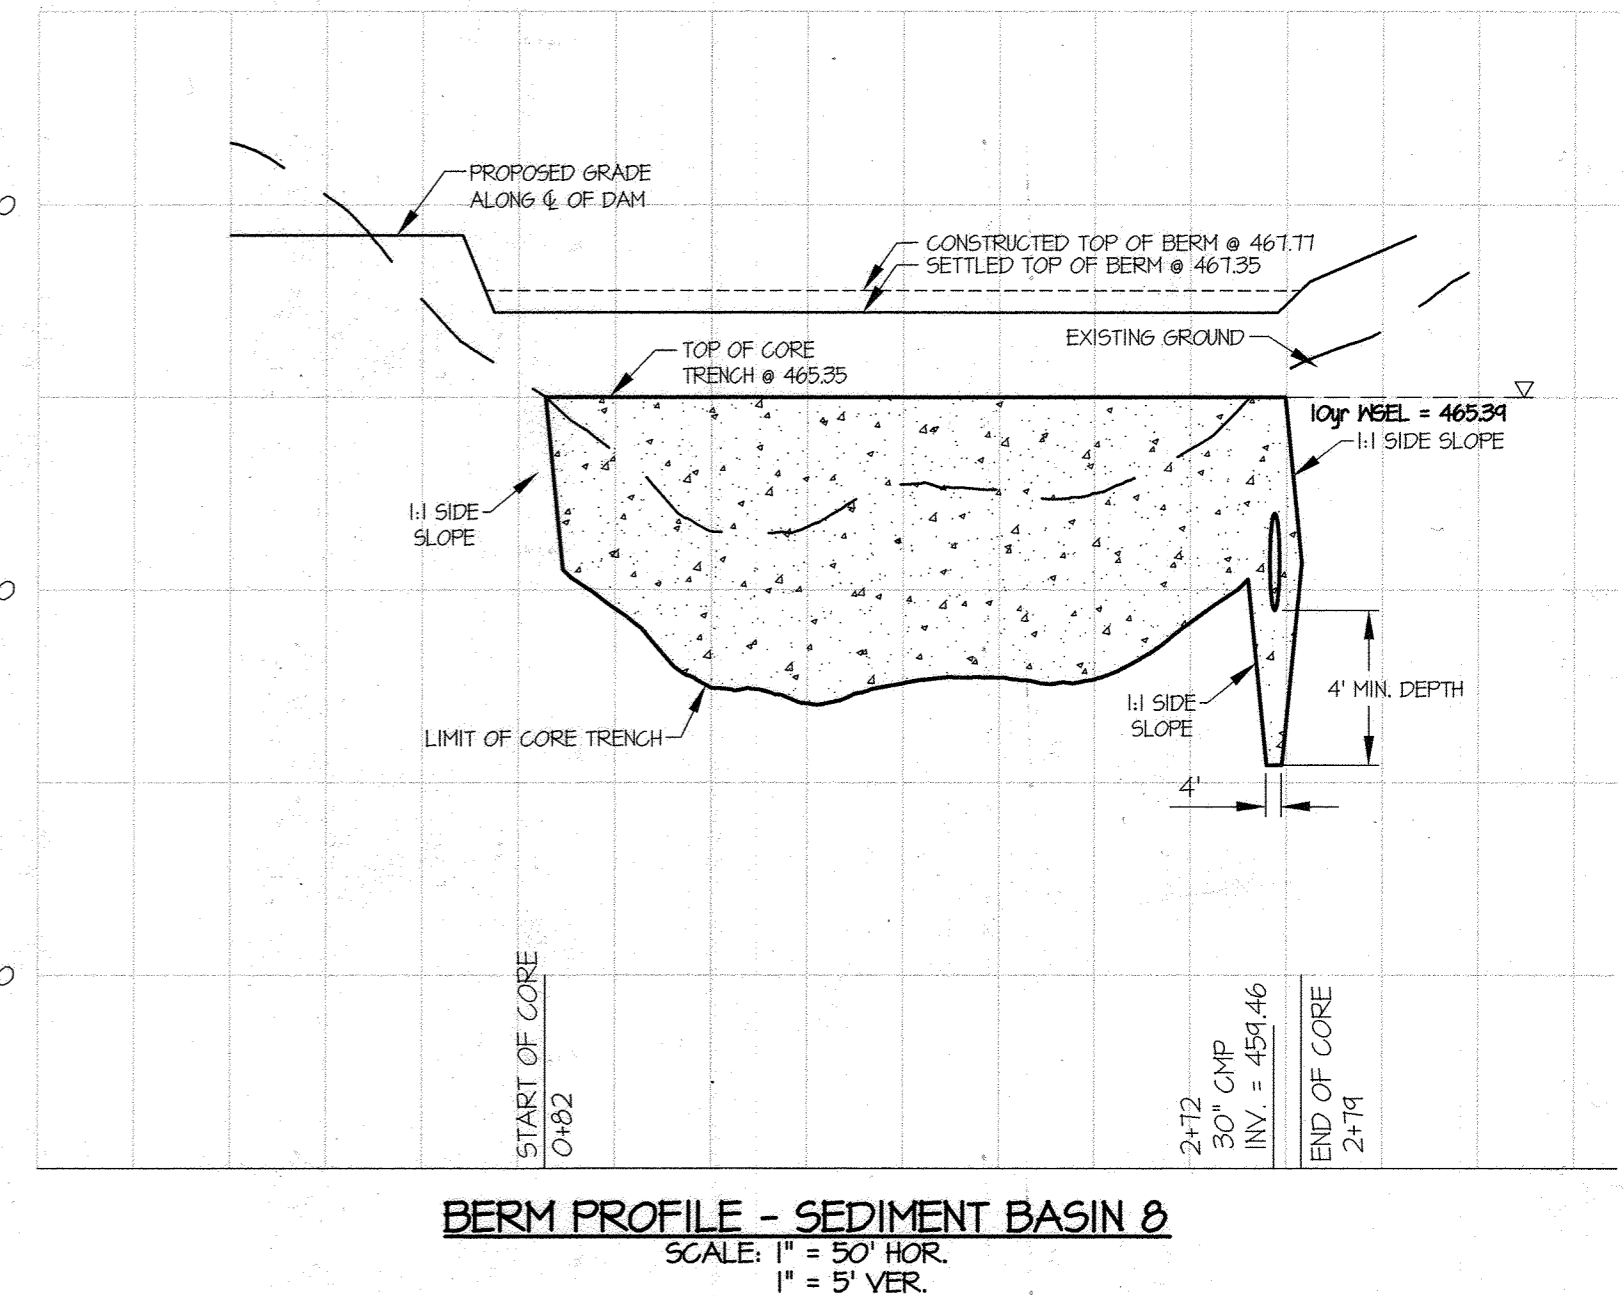 PROPOSED GRADE
ALONG ℄ OF DAM
CONSTRUCTED TOP OF BERM @ 467.77
SETTLED TOP OF BERM @ 467.35
EXISTING GROUND
TOP OF CORE
TRENCH @ 465.35
10yr WSEL = 465.39
1:1 SIDE SLOPE
1:1 SIDE
SLOPE
4' MIN. DEPTH
1:1 SIDE
SLOPE
LIMIT OF CORE TRENCH
4'
0
0
0
START OF CORE
0+82
2+72
30" CMP
INV. = 459.46
END OF CORE
2+79
BERM PROFILE - SEDIMENT BASIN 8
SCALE: 1" = 50' HOR.
1" = 5' VER.